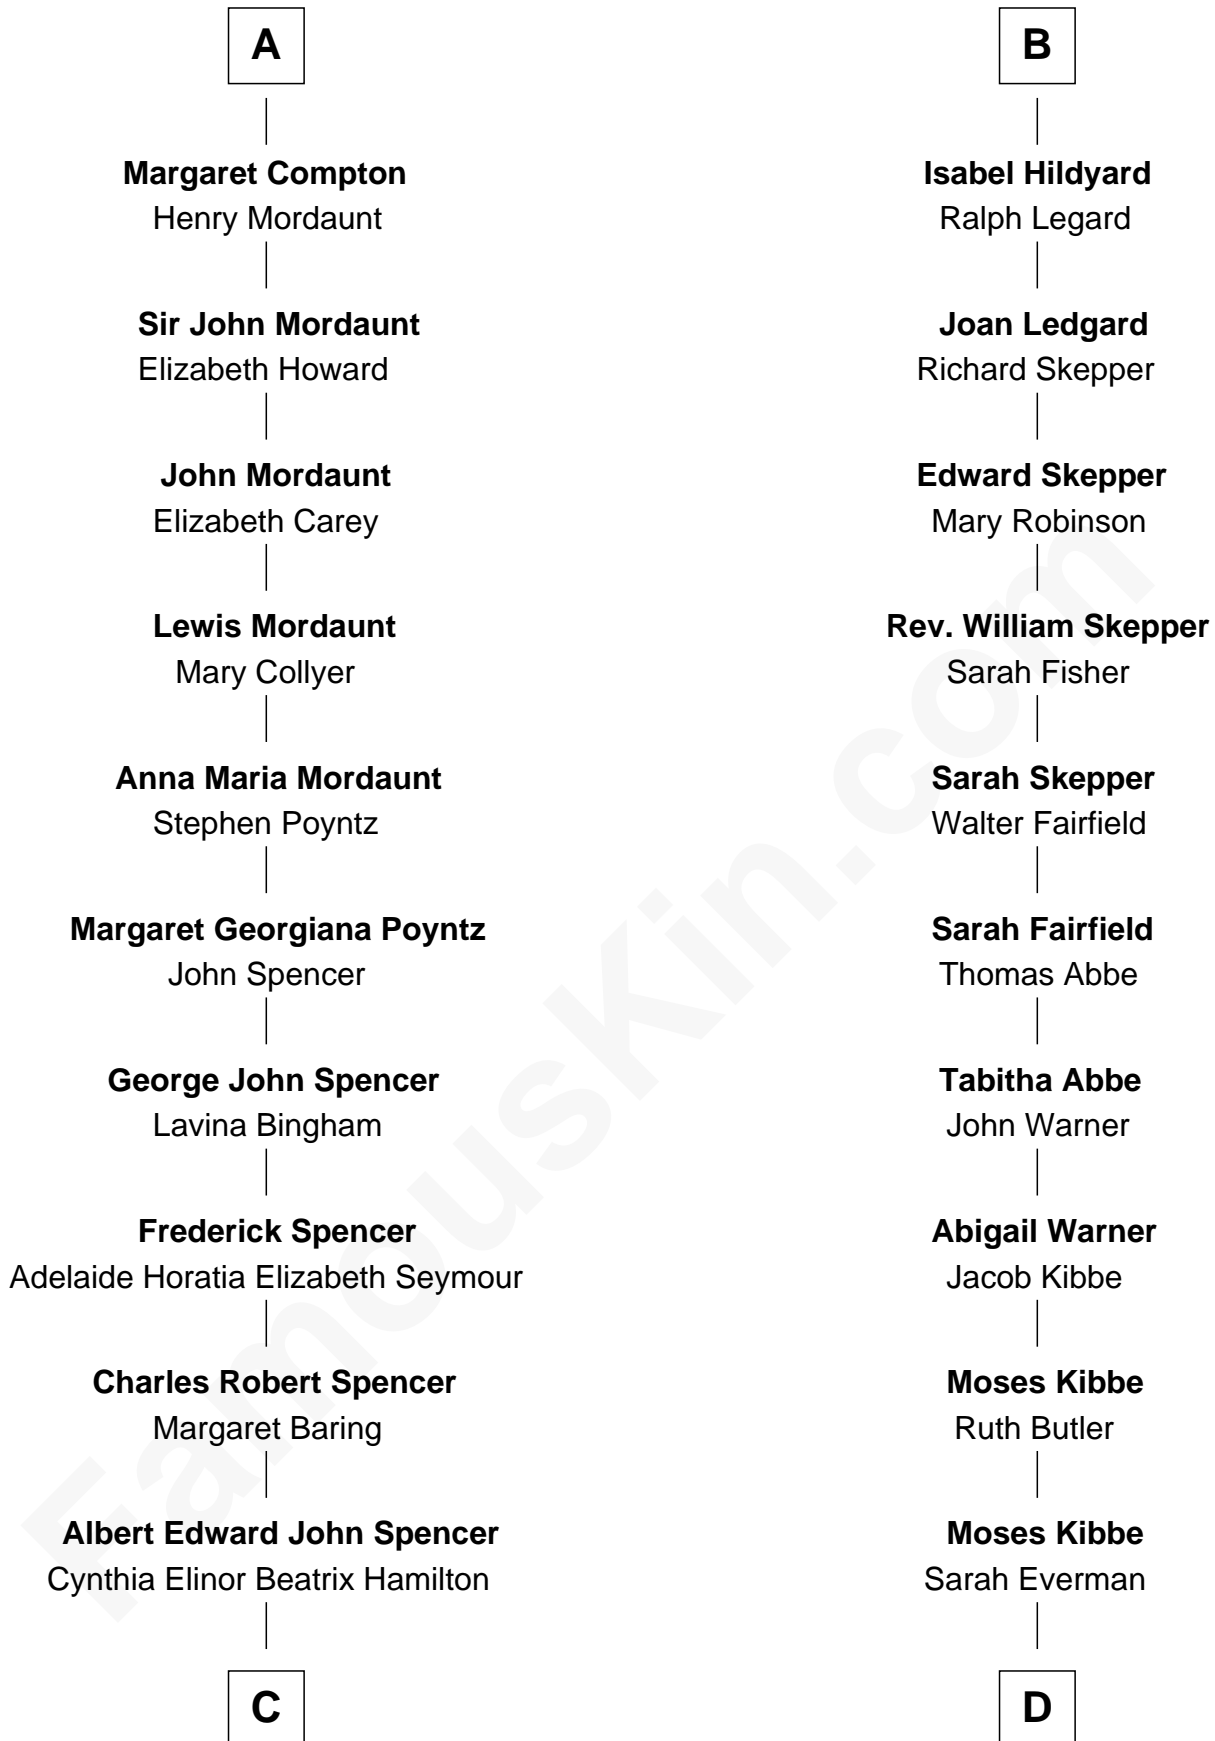 A
Margaret Compton
Henry Mordaunt
Sir John Mordaunt
Elizabeth Howard
John Mordaunt
Elizabeth Carey
Lewis Mordaunt
Mary Collyer
Anna Maria Mordaunt
Stephen Poyntz
Margaret Georgiana Poyntz
John Spencer
George John Spencer
Lavina Bingham
Frederick Spencer
Adelaide Horatia Elizabeth Seymour
Charles Robert Spencer
Margaret Baring
Albert Edward John Spencer
Cynthia Elinor Beatrix Hamilton
C
B
Isabel Hildyard
Ralph Legard
Joan Ledgard
Richard Skepper
Edward Skepper
Mary Robinson
Rev. William Skepper
Sarah Fisher
Sarah Skepper
Walter Fairfield
Sarah Fairfield
Thomas Abbe
Tabitha Abbe
John Warner
Abigail Warner
Jacob Kibbe
Moses Kibbe
Ruth Butler
Moses Kibbe
Sarah Everman
D
FamousKin.com